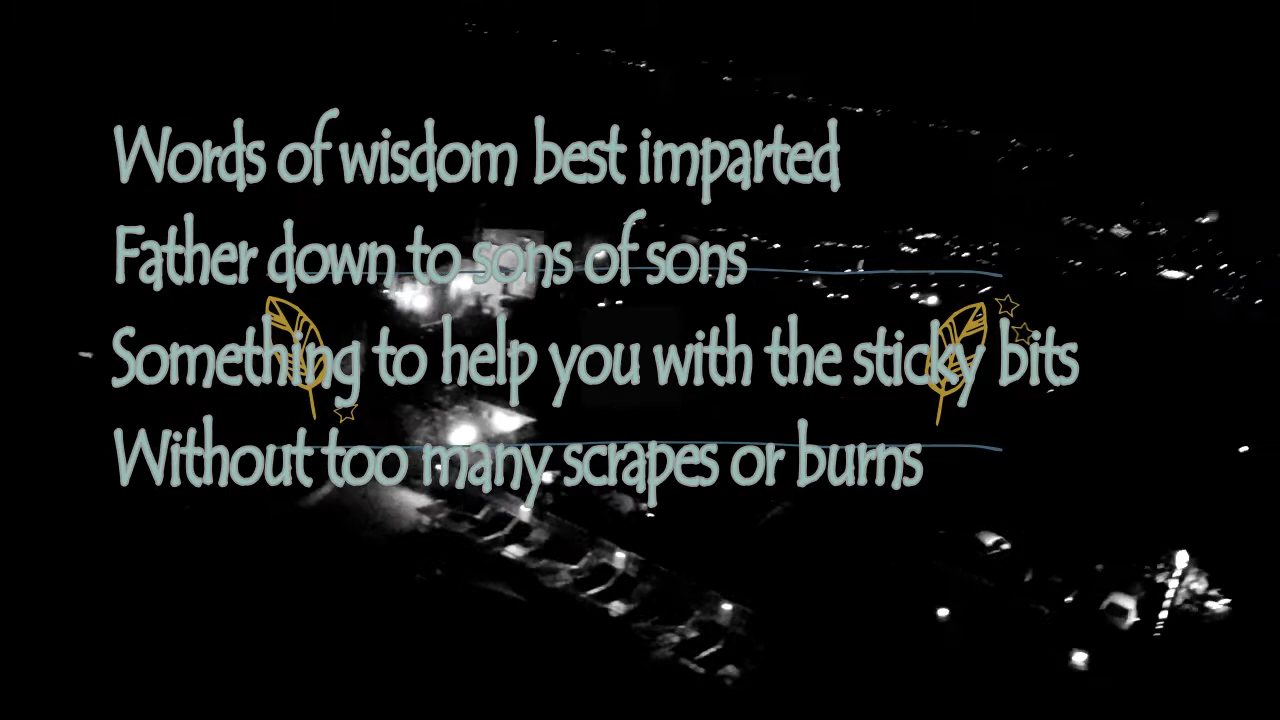 Words of wisdom best imparted
Father down to sons of sons
Something to help you with the sticky bits
Without too many scrapes or burns